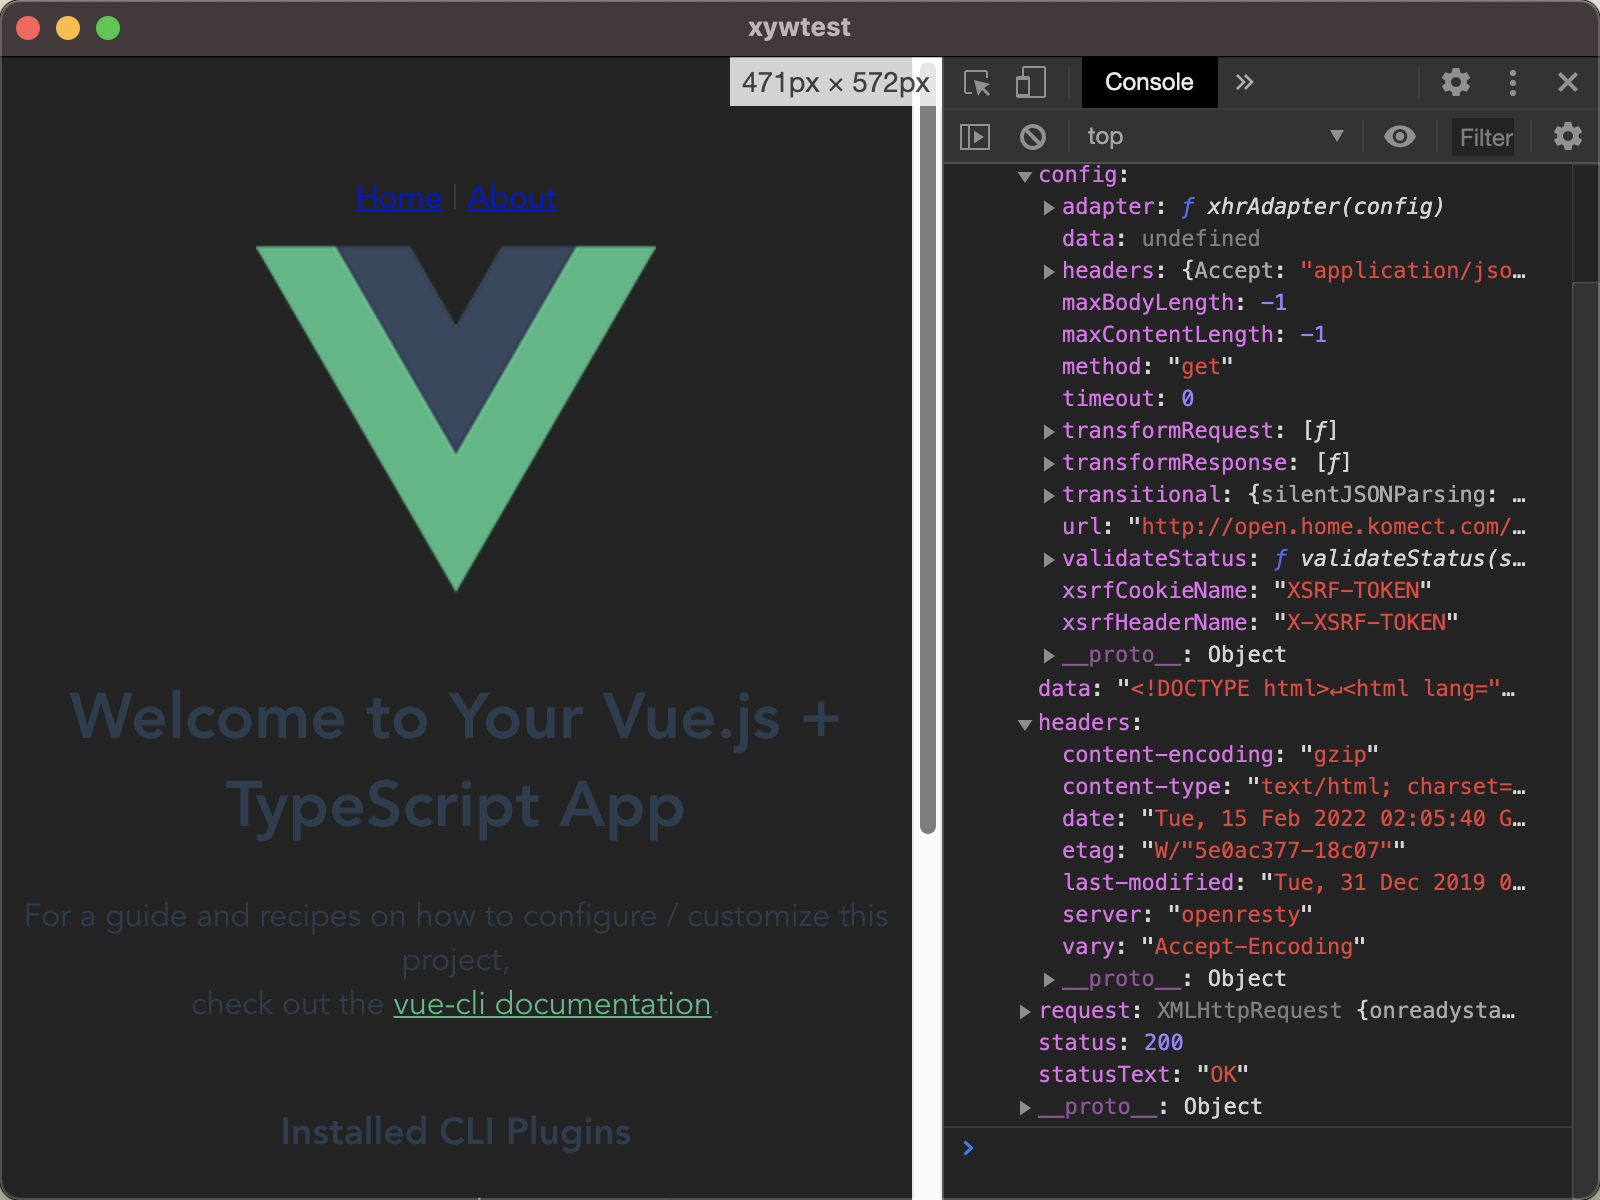 xywtest
471px × 572px
Home | About
Welcome to Your Vue.js +
TypeScript App
For a guide and recipes on how to configure / customize this
project,
check out the vue-cli documentation.
Installed CLI Plugins
Console
top
Filter
config:
adapter: ƒ xhrAdapter(config)
data: undefined
headers: {Accept: "application/jso…
maxBodyLength: -1
maxContentLength: -1
method: "get"
timeout: 0
transformRequest: [ƒ]
transformResponse: [ƒ]
transitional: {silentJSONParsing: …
url: "http://open.home.komect.com/…
validateStatus: ƒ validateStatus(s…
xsrfCookieName: "XSRF-TOKEN"
xsrfHeaderName: "X-XSRF-TOKEN"
__proto__: Object
data: "<!DOCTYPE html>↵<html lang="…
headers:
content-encoding: "gzip"
content-type: "text/html; charset=…
date: "Tue, 15 Feb 2022 02:05:40 G…
etag: "W/"5e0ac377-18c07""
last-modified: "Tue, 31 Dec 2019 0…
server: "openresty"
vary: "Accept-Encoding"
__proto__: Object
request: XMLHttpRequest {onreadysta…
status: 200
statusText: "OK"
__proto__: Object